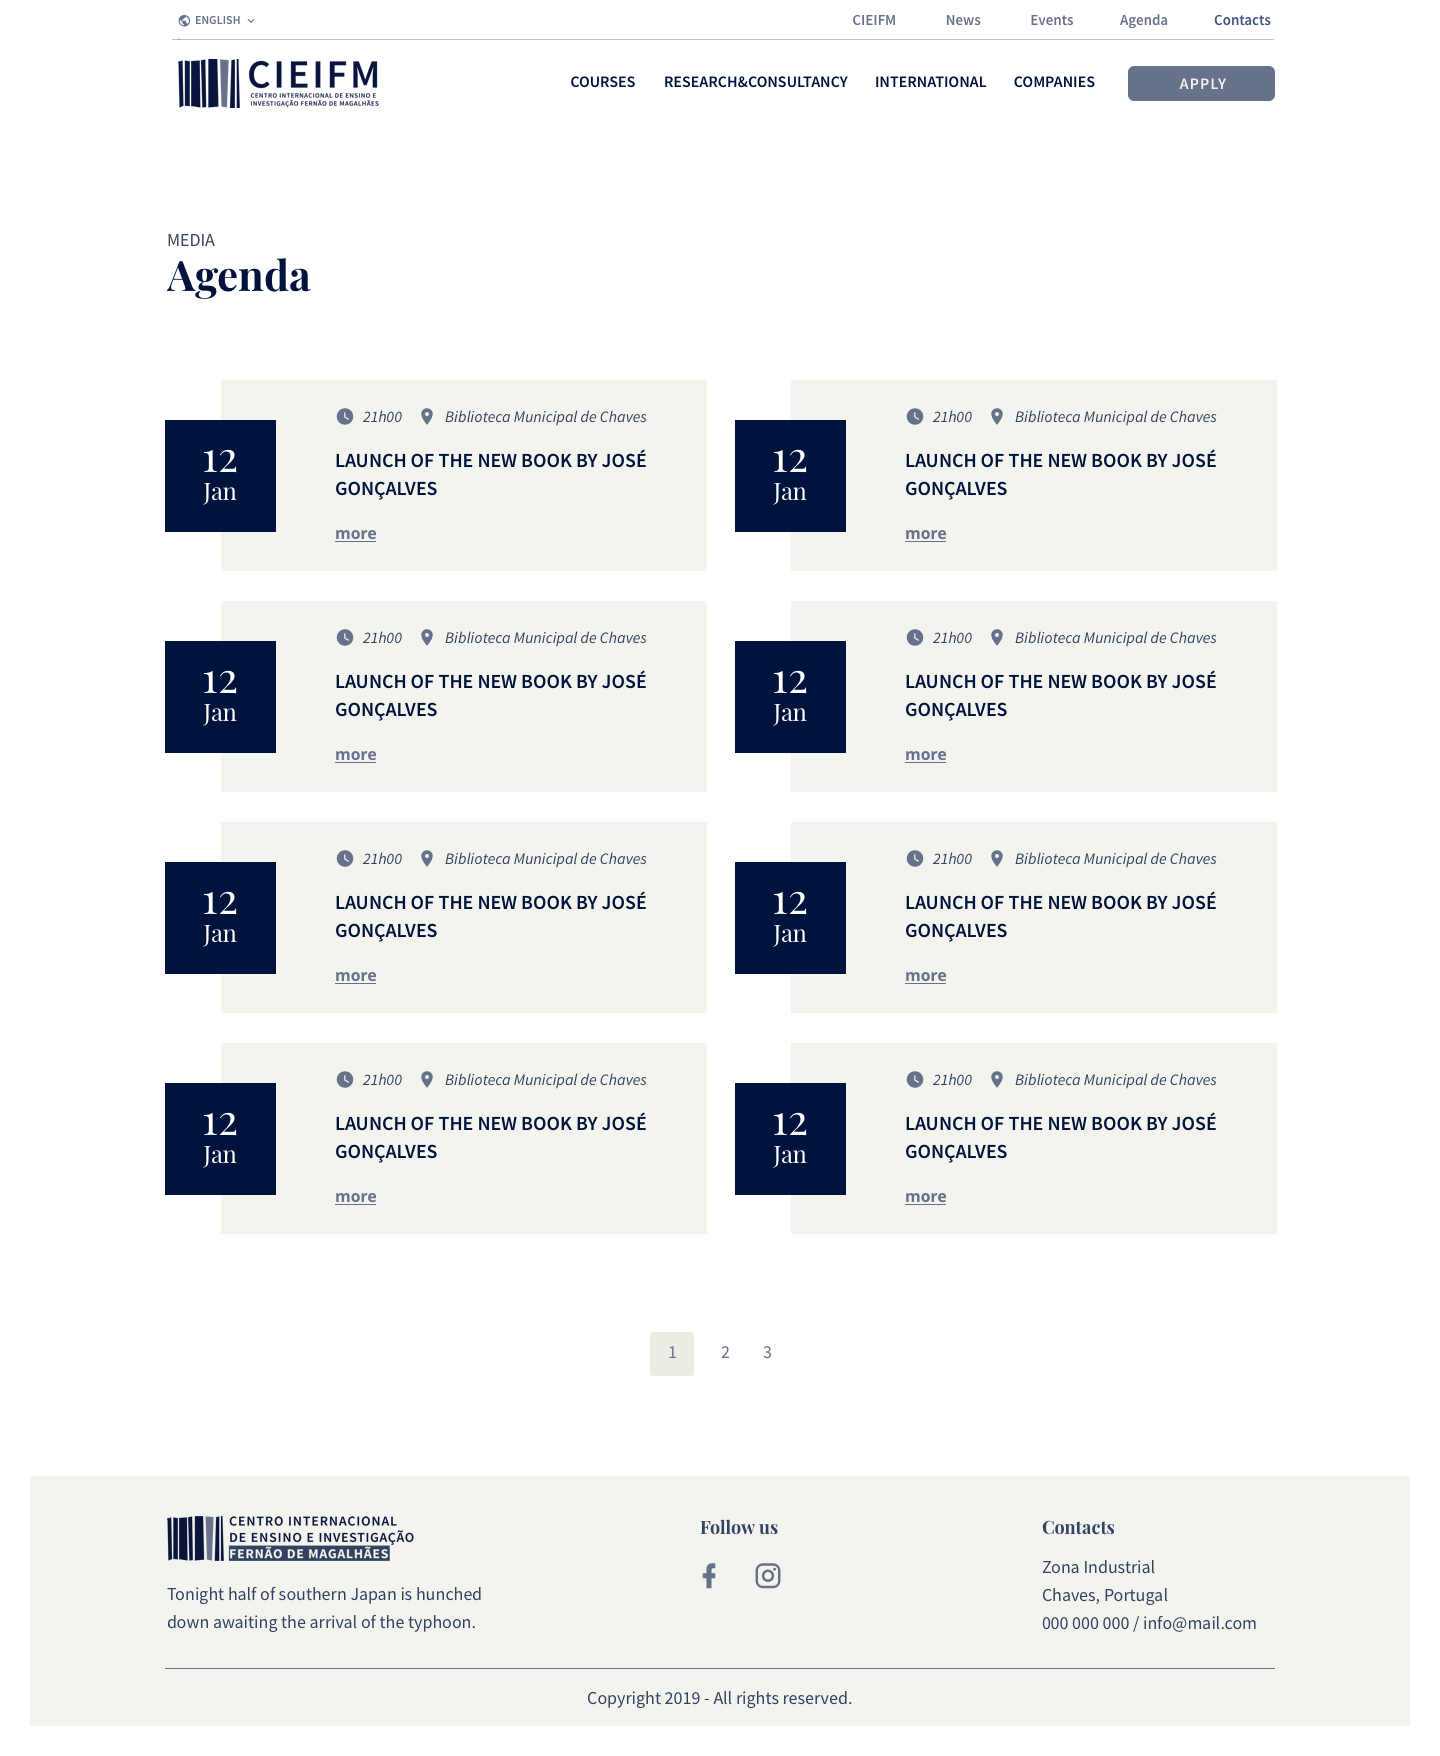 ENGLISH
CIEIFM News Events Agenda Contacts
CIEIFM
CENTRO INTERNACIONAL DE ENSINO E
INVESTIGAÇÃO FERNÃO DE MAGALHÃES
COURSES RESEARCH&CONSULTANCY INTERNATIONAL COMPANIES APPLY
MEDIA
Agenda
12
Jan
21h00 Biblioteca Municipal de Chaves
LAUNCH OF THE NEW BOOK BY JOSÉ
GONÇALVES
more
12
Jan
21h00 Biblioteca Municipal de Chaves
LAUNCH OF THE NEW BOOK BY JOSÉ
GONÇALVES
more
12
Jan
21h00 Biblioteca Municipal de Chaves
LAUNCH OF THE NEW BOOK BY JOSÉ
GONÇALVES
more
12
Jan
21h00 Biblioteca Municipal de Chaves
LAUNCH OF THE NEW BOOK BY JOSÉ
GONÇALVES
more
12
Jan
21h00 Biblioteca Municipal de Chaves
LAUNCH OF THE NEW BOOK BY JOSÉ
GONÇALVES
more
12
Jan
21h00 Biblioteca Municipal de Chaves
LAUNCH OF THE NEW BOOK BY JOSÉ
GONÇALVES
more
12
Jan
21h00 Biblioteca Municipal de Chaves
LAUNCH OF THE NEW BOOK BY JOSÉ
GONÇALVES
more
12
Jan
21h00 Biblioteca Municipal de Chaves
LAUNCH OF THE NEW BOOK BY JOSÉ
GONÇALVES
more
1 2 3
CENTRO INTERNACIONAL
DE ENSINO E INVESTIGAÇÃO
FERNÃO DE MAGALHÃES
Tonight half of southern Japan is hunched
down awaiting the arrival of the typhoon.
Follow us
Contacts
Zona Industrial
Chaves, Portugal
000 000 000 / info@mail.com
Copyright 2019 - All rights reserved.